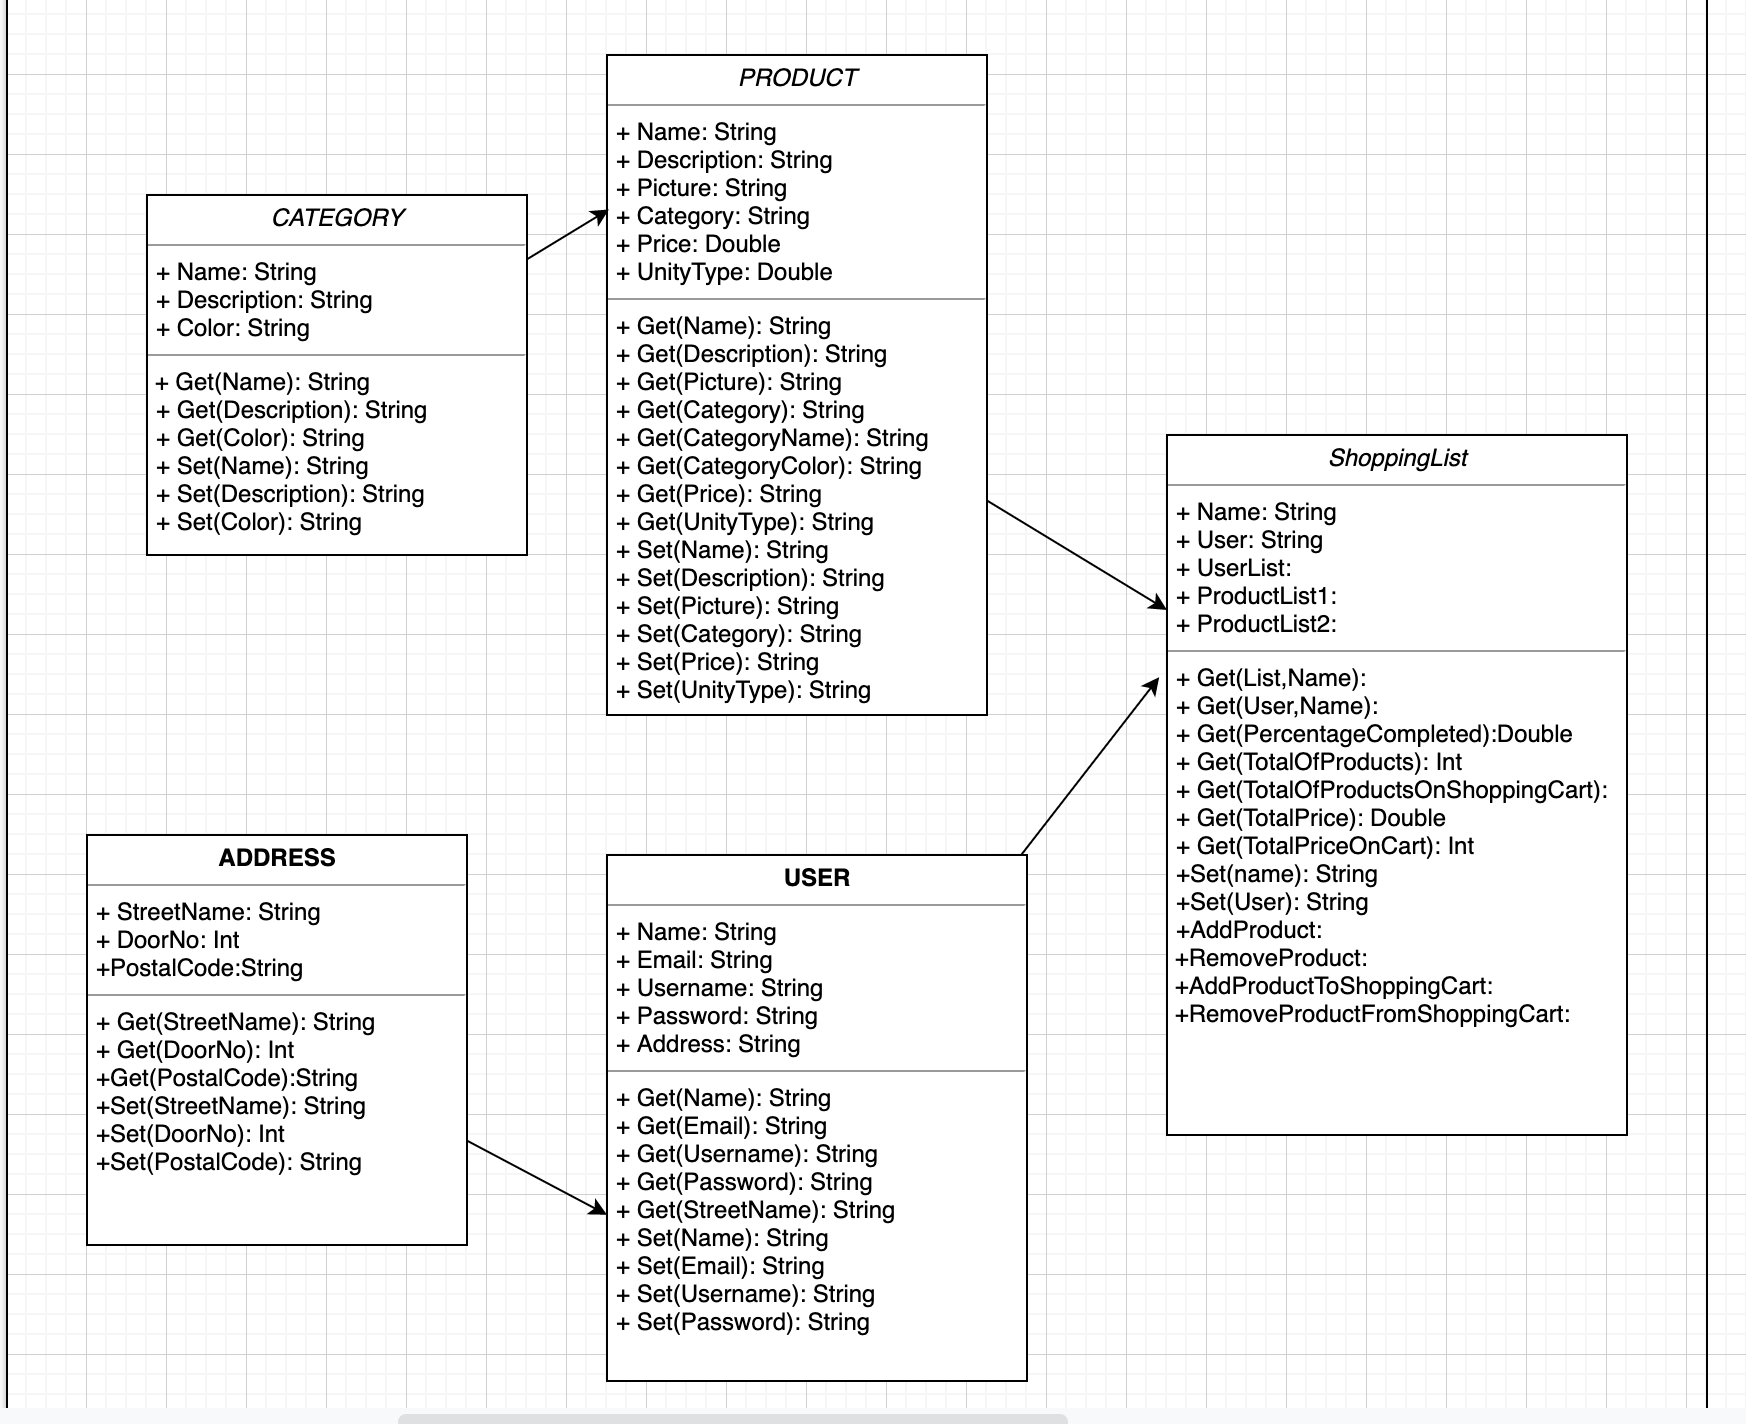 PRODUCT
+ Name: String
+ Description: String
+ Picture: String
+ Category: String
+ Price: Double
+ UnityType: Double
+ Get(Name): String
+ Get(Description): String
+ Get(Picture): String
+ Get(Category): String
+ Get(CategoryName): String
+ Get(CategoryColor): String
+ Get(Price): String
+ Get(UnityType): String
+ Set(Name): String
+ Set(Description): String
+ Set(Picture): String
+ Set(Category): String
+ Set(Price): String
+ Set(UnityType): String
CATEGORY
+ Name: String
+ Description: String
+ Color: String
+ Get(Name): String
+ Get(Description): String
+ Get(Color): String
+ Set(Name): String
+ Set(Description): String
+ Set(Color): String
ShoppingList
+ Name: String
+ User: String
+ UserList:
+ ProductList1:
+ ProductList2:
+ Get(List,Name):
+ Get(User,Name):
+ Get(PercentageCompleted):Double
+ Get(TotalOfProducts): Int
+ Get(TotalOfProductsOnShoppingCart):
+ Get(TotalPrice): Double
+ Get(TotalPriceOnCart): Int
+Set(name): String
+Set(User): String
+AddProduct:
+RemoveProduct:
+AddProductToShoppingCart:
+RemoveProductFromShoppingCart:
ADDRESS
+ StreetName: String
+ DoorNo: Int
+PostalCode:String
+ Get(StreetName): String
+ Get(DoorNo): Int
+Get(PostalCode):String
+Set(StreetName): String
+Set(DoorNo): Int
+Set(PostalCode): String
USER
+ Name: String
+ Email: String
+ Username: String
+ Password: String
+ Address: String
+ Get(Name): String
+ Get(Email): String
+ Get(Username): String
+ Get(Password): String
+ Get(StreetName): String
+ Set(Name): String
+ Set(Email): String
+ Set(Username): String
+ Set(Password): String